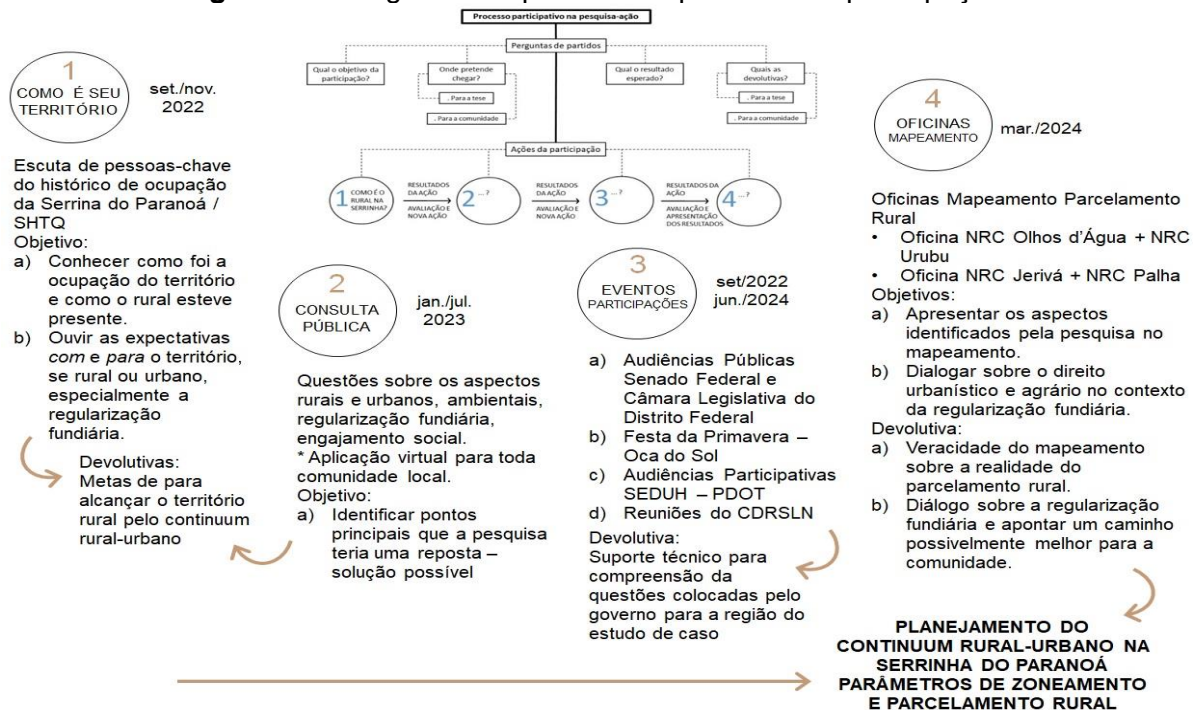 Processo participativo na pesquisa-ação
Perguntas de partidos
Qual o objetivo da
participação?
Onde pretende
chegar?
. Para a tese
. Para a comunidade
Qual o resultado
esperado?
Quais as
devolutivas?
. Para a tese
. Para a comunidade
Ações da participação
1 COMO É O
RURAL NA
SERRINHA?
RESULTADOS
DA AÇÃO
AVALIAÇÃO E
NOVA AÇÃO
2 ...?
RESULTADOS
DA AÇÃO
AVALIAÇÃO E
NOVA AÇÃO
3 ...?
RESULTADOS DA
AÇÃO
AVALIAÇÃO E
APRESENTAÇÃO
DOS RESULTADOS
4 ...?
1
COMO É SEU
TERRITÓRIO
set./nov.
2022
Escuta de pessoas-chave
do histórico de ocupação
da Serrina do Paranoá /
SHTQ
Objetivo:
a) Conhecer como foi a
ocupação do território
e como o rural esteve
presente.
b) Ouvir as expectativas
com e para o território,
se rural ou urbano,
especialmente a
regularização
fundiária.
Devolutivas:
Metas de para
alcançar o território
rural pelo continuum
rural-urbano
2
CONSULTA
PÚBLICA
jan./jul.
2023
Questões sobre os aspectos
rurais e urbanos, ambientais,
regularização fundiária,
engajamento social.
* Aplicação virtual para toda
comunidade local.
Objetivo:
a) Identificar pontos
principais que a pesquisa
teria uma reposta –
solução possível
3
EVENTOS
PARTICIPAÇÕES
set/2022
jun./2024
a) Audiências Públicas
Senado Federal e
Câmara Legislativa do
Distrito Federal
b) Festa da Primavera –
Oca do Sol
c) Audiências Participativas
SEDUH – PDOT
d) Reuniões do CDRSLN
Devolutiva:
Suporte técnico para
compreensão da
questões colocadas pelo
governo para a região do
estudo de caso
4
OFICINAS
MAPEAMENTO
mar./2024
Oficinas Mapeamento Parcelamento
Rural
• Oficina NRC Olhos d’Água + NRC
Urubu
• Oficina NRC Jerivá + NRC Palha
Objetivos:
a) Apresentar os aspectos
identificados pela pesquisa no
mapeamento.
b) Dialogar sobre o direito
urbanístico e agrário no contexto
da regularização fundiária.
Devolutiva:
a) Veracidade do mapeamento
sobre a realidade do
parcelamento rural.
b) Diálogo sobre a regularização
fundiária e apontar um caminho
possivelmente melhor para a
comunidade.
PLANEJAMENTO DO
CONTINUUM RURAL-URBANO NA
SERRINHA DO PARANOÁ
PARÂMETROS DE ZONEAMENTO
E PARCELAMENTO RURAL